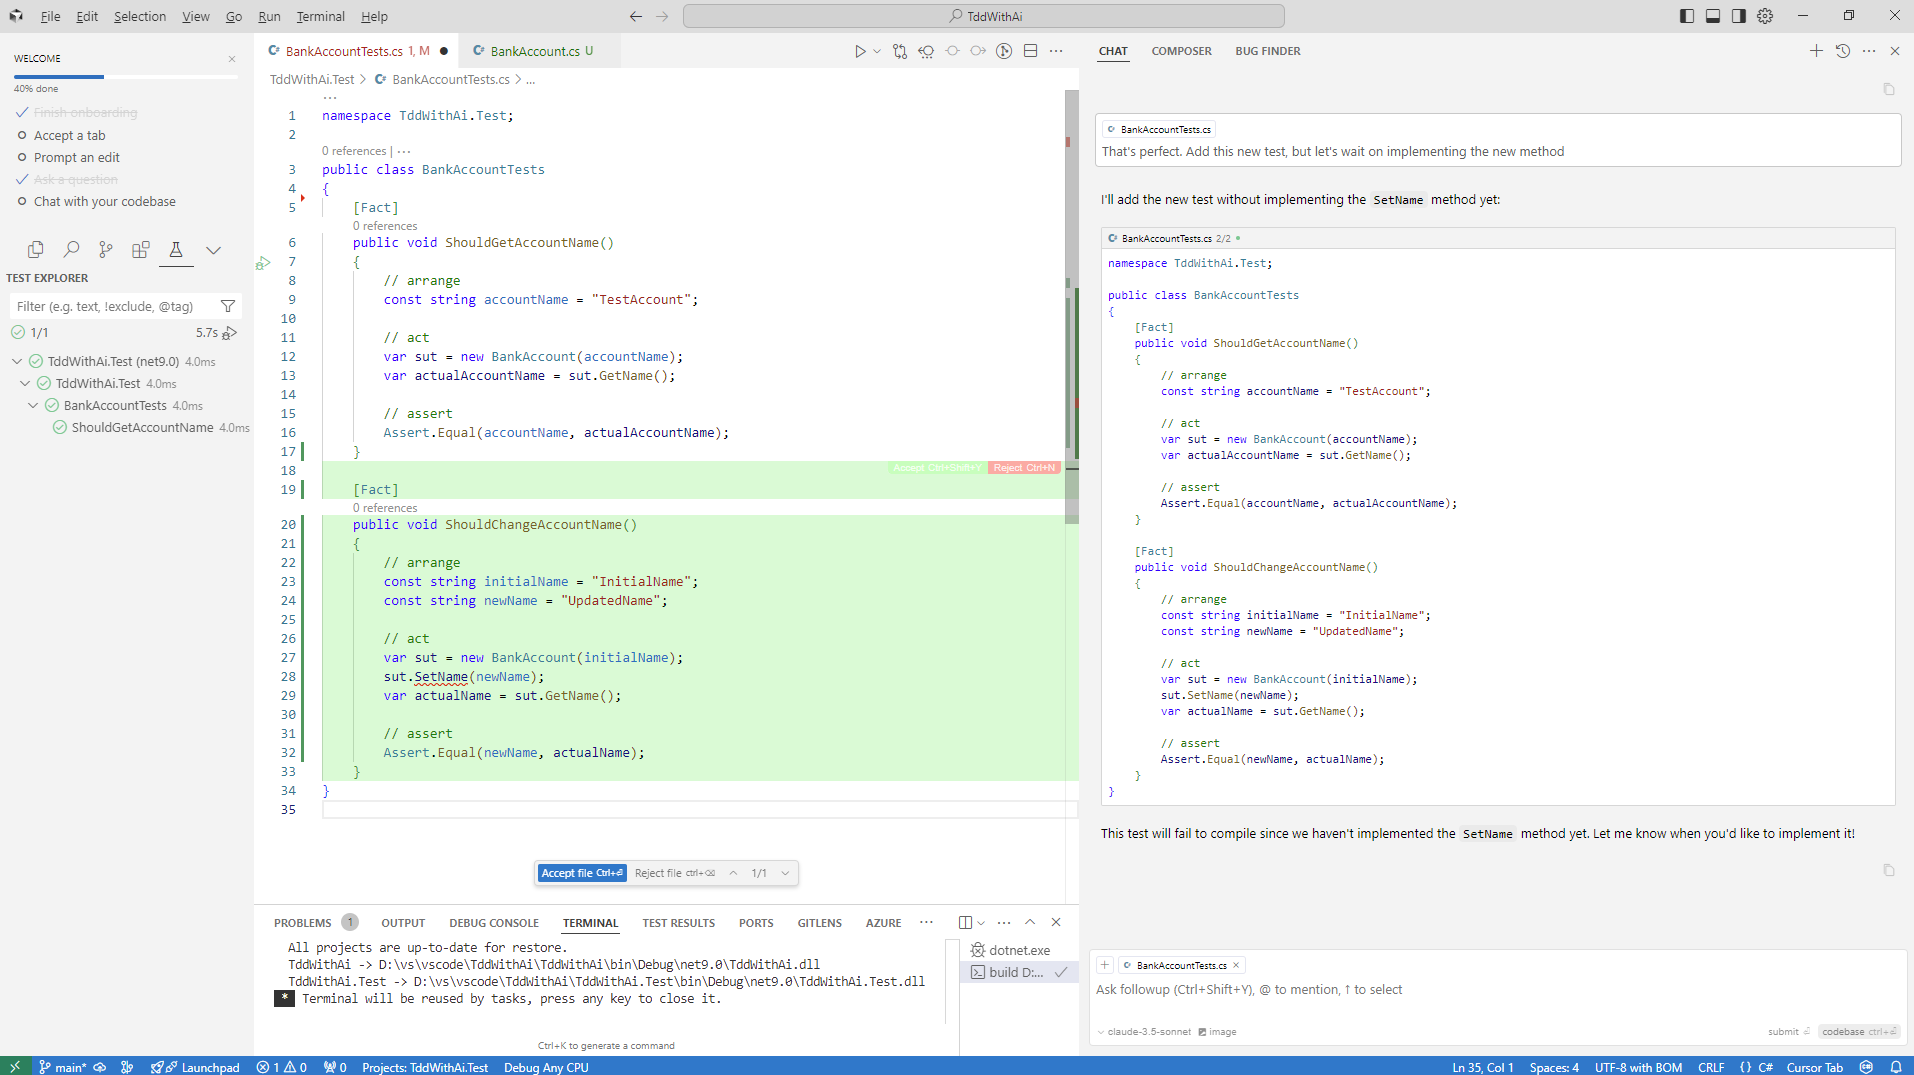 File Edit Selection View Go Run Terminal Help
TddWithAi
WELCOME
40% done
Finish onboarding
Accept a tab
Prompt an edit
Ask a question
Chat with your codebase
TEST EXPLORER
Filter (e.g. text, !exclude, @tag)
1/1 5.7s
TddWithAi.Test (net9.0) 4.0ms
TddWithAi.Test 4.0ms
BankAccountTests 4.0ms
ShouldGetAccountName 4.0ms
BankAccountTests.cs 1, M BankAccount.cs U
TddWithAi.Test > BankAccountTests.cs > ...
...
1 namespace TddWithAi.Test;
2
0 references | ...
3 public class BankAccountTests
4 {
5 [Fact]
0 references
6 public void ShouldGetAccountName()
7 {
8 // arrange
9 const string accountName = "TestAccount";
10
11 // act
12 var sut = new BankAccount(accountName);
13 var actualAccountName = sut.GetName();
14
15 // assert
16 Assert.Equal(accountName, actualAccountName);
17 }
18 Accept Ctrl+Shift+Y Reject Ctrl+N
19 [Fact]
0 references
20 public void ShouldChangeAccountName()
21 {
22 // arrange
23 const string initialName = "InitialName";
24 const string newName = "UpdatedName";
25
26 // act
27 var sut = new BankAccount(initialName);
28 sut.SetName(newName);
29 var actualName = sut.GetName();
30
31 // assert
32 Assert.Equal(newName, actualName);
33 }
34 }
35
Accept file Ctrl+⏎ Reject file ctrl+⌫ 1/1
PROBLEMS 1 OUTPUT DEBUG CONSOLE TERMINAL TEST RESULTS PORTS GITLENS AZURE ...
All projects are up-to-date for restore.
TddWithAi -> D:\vs\vscode\TddWithAi\TddWithAi\bin\Debug\net9.0\TddWithAi.dll
TddWithAi.Test -> D:\vs\vscode\TddWithAi\TddWithAi.Test\bin\Debug\net9.0\TddWithAi.Test.dll
* Terminal will be reused by tasks, press any key to close it.
Ctrl+K to generate a command
dotnet.exe
build D:...
CHAT COMPOSER BUG FINDER
BankAccountTests.cs
That's perfect. Add this new test, but let's wait on implementing the new method
I'll add the new test without implementing the SetName method yet:
BankAccountTests.cs 2/2
namespace TddWithAi.Test;
public class BankAccountTests
{
[Fact]
public void ShouldGetAccountName()
{
// arrange
const string accountName = "TestAccount";
// act
var sut = new BankAccount(accountName);
var actualAccountName = sut.GetName();
// assert
Assert.Equal(accountName, actualAccountName);
}
[Fact]
public void ShouldChangeAccountName()
{
// arrange
const string initialName = "InitialName";
const string newName = "UpdatedName";
// act
var sut = new BankAccount(initialName);
sut.SetName(newName);
var actualName = sut.GetName();
// assert
Assert.Equal(newName, actualName);
}
}
This test will fail to compile since we haven't implemented the SetName method yet. Let me know when you'd like to implement it!
+ BankAccountTests.cs ×
Ask followup (Ctrl+Shift+Y), @ to mention, ↑ to select
claude-3.5-sonnet image submit ⏎ codebase ctrl+⏎
main* Launchpad 1 0 0 Projects: TddWithAi.Test Debug Any CPU Ln 35, Col 1 Spaces: 4 UTF-8 with BOM CRLF {} C# Cursor Tab